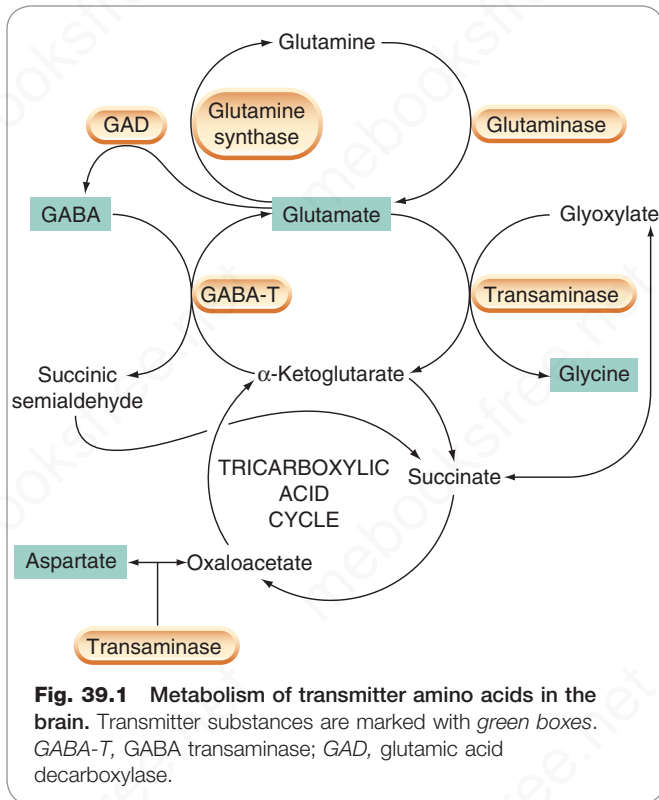 Glutamine
Glutamine
synthase
GAD
Glutaminase
GABA
Glutamate
Glyoxylate
GABA-T
Transaminase
Succinic
semialdehyde
α-Ketoglutarate
Glycine
TRICARBOXYLIC
ACID
CYCLE
Succinate
Aspartate
Oxaloacetate
Transaminase
Fig. 39.1 Metabolism of transmitter amino acids in the
brain. Transmitter substances are marked with green boxes.
GABA-T, GABA transaminase; GAD, glutamic acid
decarboxylase.
mebooksfree.net